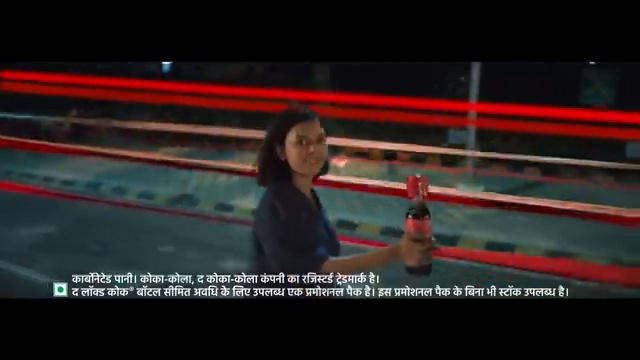 कार्बोनेटेड पानी। कोका-कोला, द कोका-कोला कंपनी का रजिस्टर्ड ट्रेडमार्क है।
द लॉक्ड कोक® बॉटल सीमित अवधि के लिए उपलब्ध एक प्रमोशनल पैक है। इस प्रमोशनल पैक के बिना भी स्टॉक उपलब्ध है।